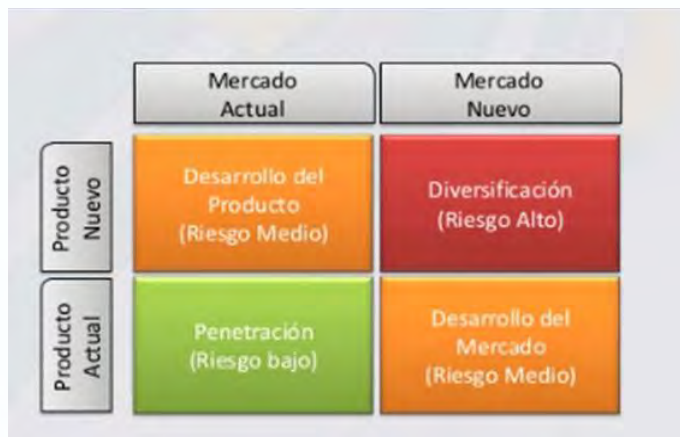 Mercado
Actual
Mercado
Nuevo
Producto
Nuevo
Desarrollo del
Producto
(Riesgo Medio)
Diversificación
(Riesgo Alto)
Producto
Actual
Penetración
(Riesgo bajo)
Desarrollo del
Mercado
(Riesgo Medio)